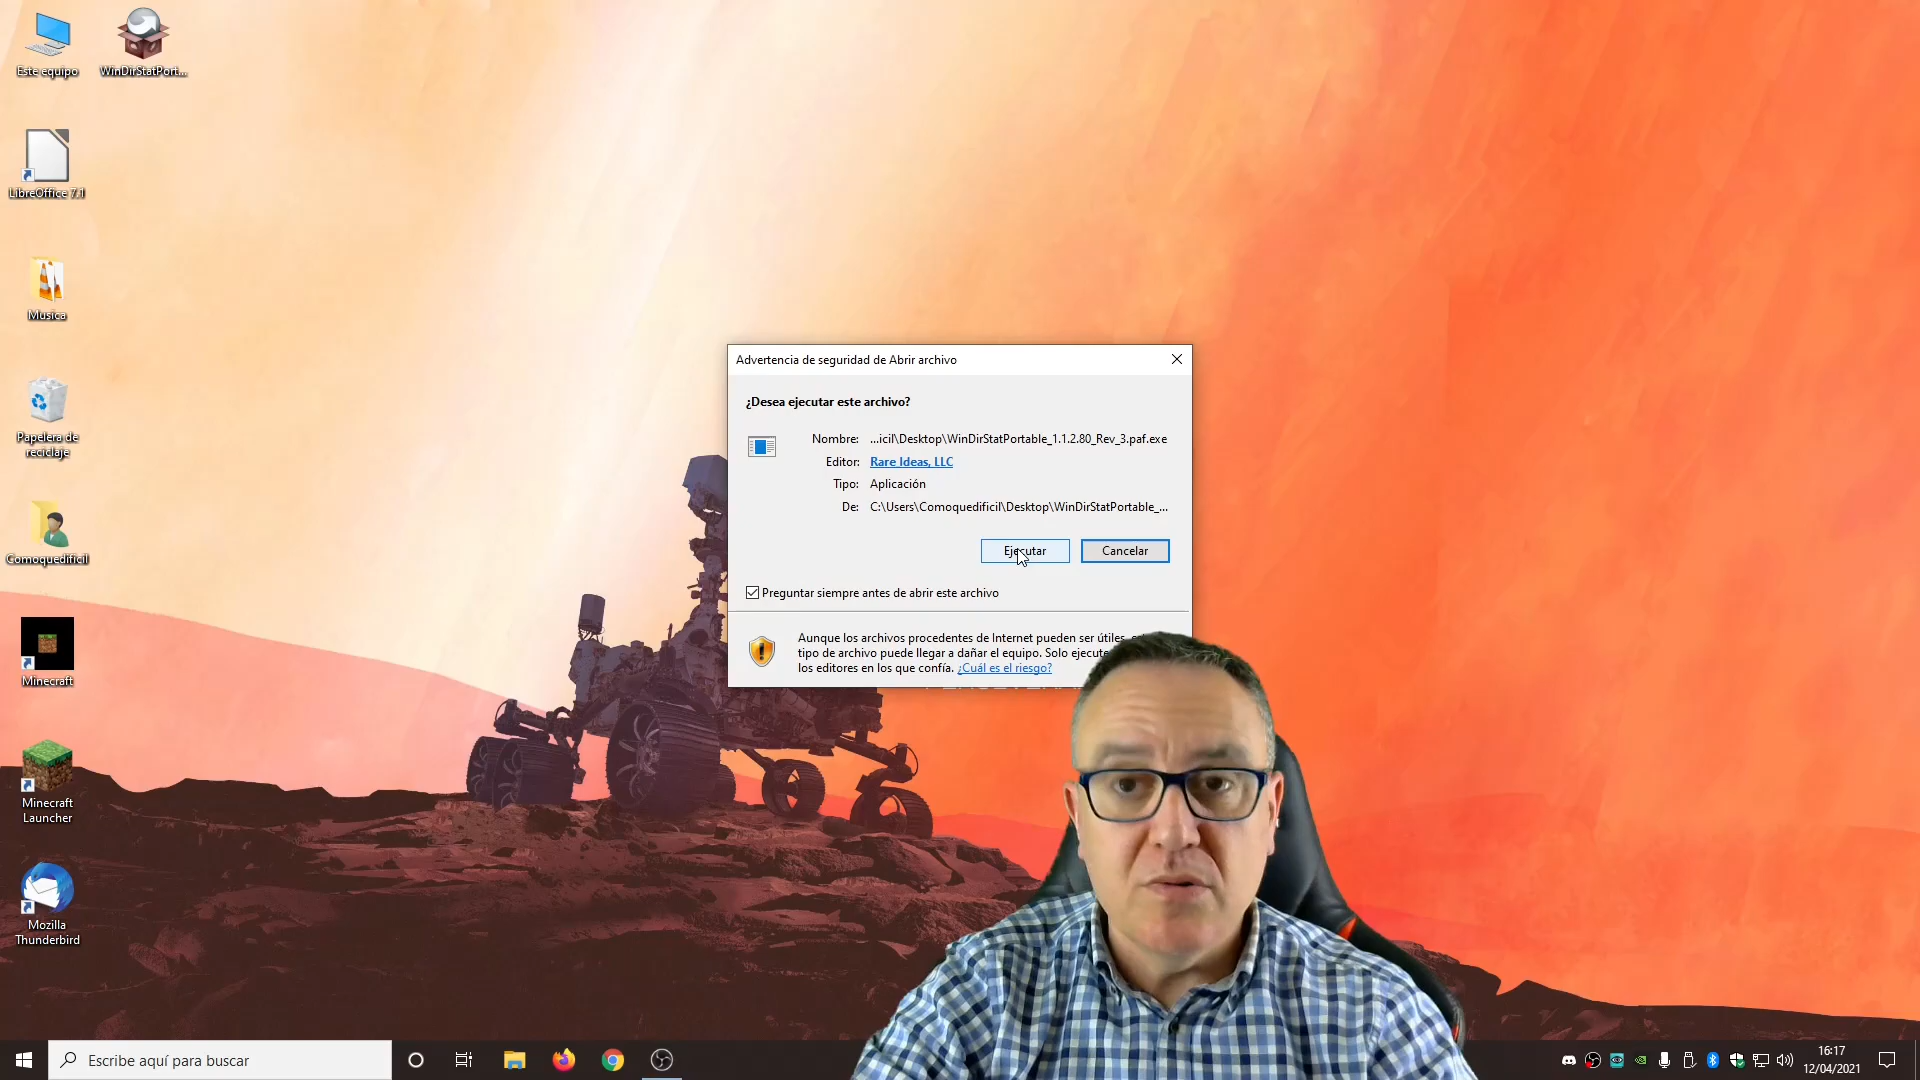 Este equipo
WinDirStatPort...
LibreOffice 7.1
Musica
Papelera de
reciclaje
Comoquedificil
Minecraft
Minecraft
Launcher
Mozilla
Thunderbird
Advertencia de seguridad de Abrir archivo
¿Desea ejecutar este archivo?
Nombre: ...icil\Desktop\WinDirStatPortable_1.1.2.80_Rev_3.paf.exe
Editor: Rare Ideas, LLC
Tipo: Aplicación
De: C:\Users\Comoquedificil\Desktop\WinDirStatPortable_...
Ejecutar Cancelar
Preguntar siempre antes de abrir este archivo
Aunque los archivos procedentes de Internet pueden ser útiles,
tipo de archivo puede llegar a dañar el equipo. Solo ejecute
los editores en los que confía. ¿Cuál es el riesgo?
Escribe aquí para buscar
16:17
12/04/2021